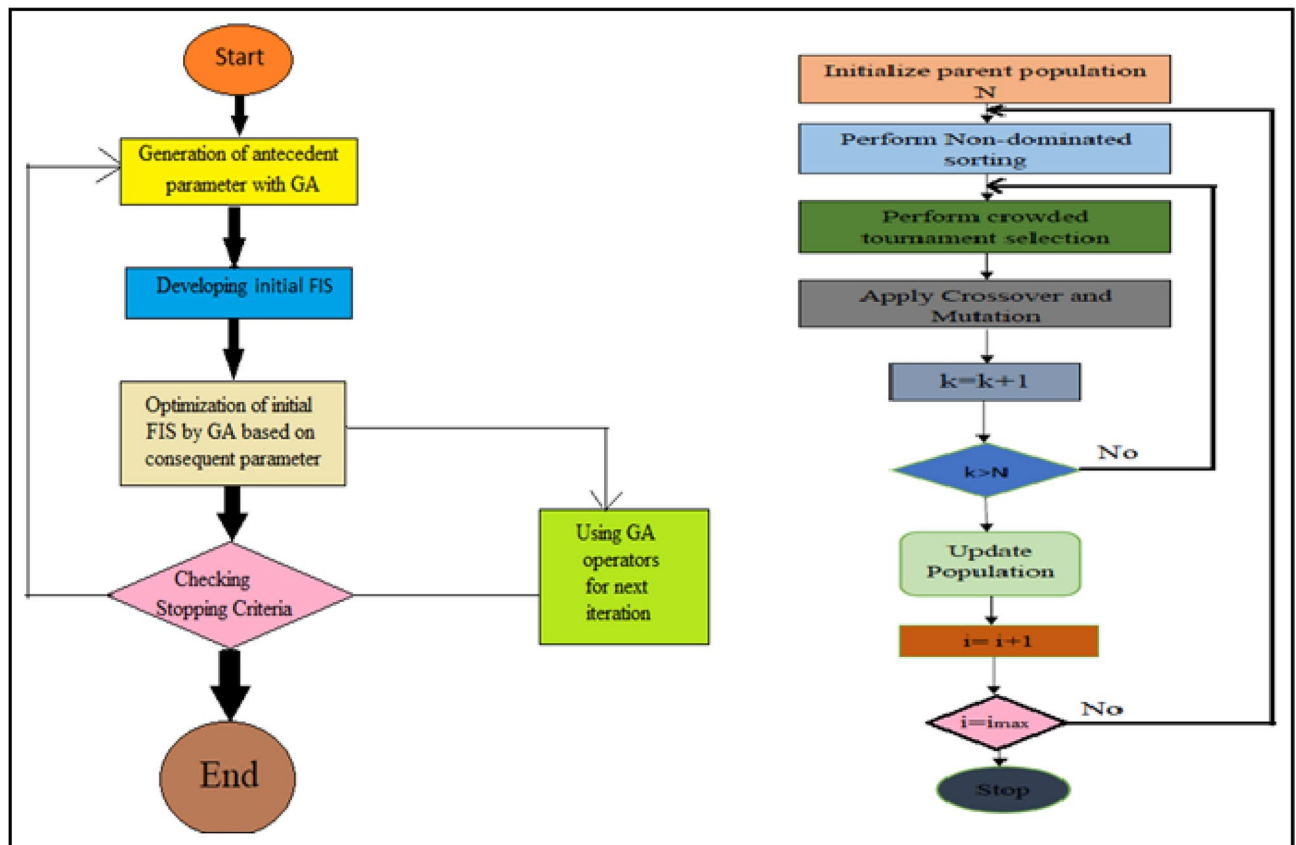 Start
Generation of antecedent
parameter with GA
Developing initial FIS
Optimization of initial
FIS by GA based on
consequent parameter
Checking
Stopping Criteria
Using GA
operators
for next
iteration
End
Initialize parent population
N
Perform Non-dominated
sorting
Perform crowded
tournament selection
Apply Crossover and
Mutation
k=k+1
k>N
No
Update
Population
i= i+1
i=imax
No
Stop